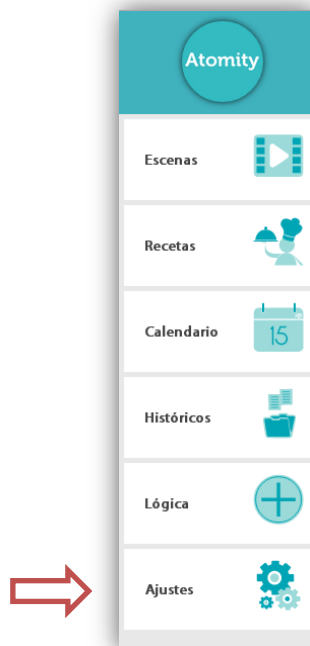 Atomity
Escenas
Recetas
Calendario
15
Históricos
Lógica
Ajustes